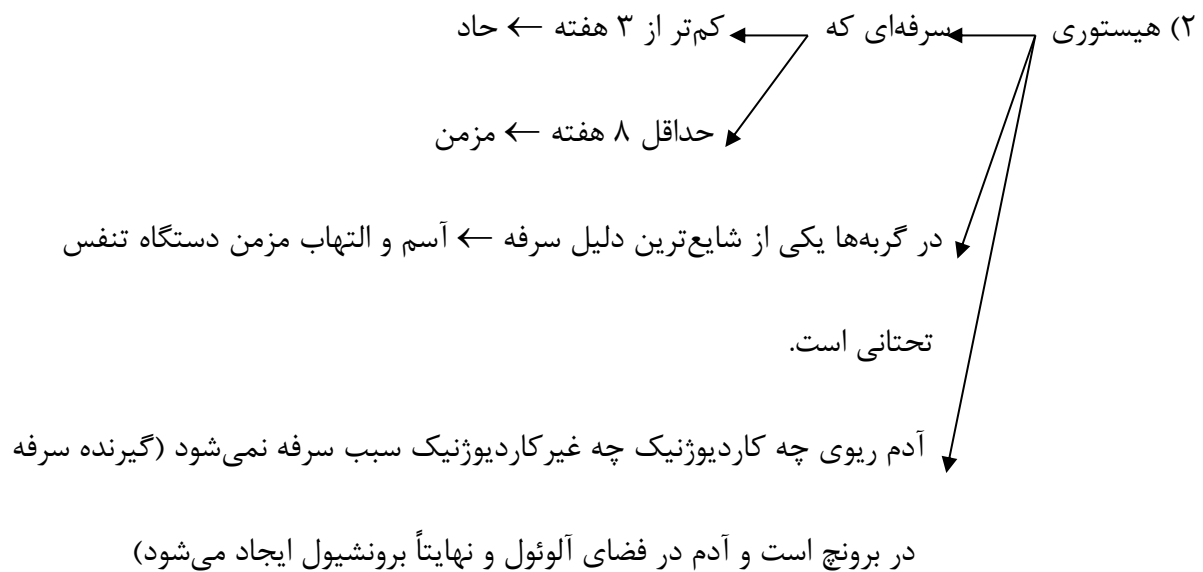 ۲) هیستوری ← سرفه‌ای که ← کم‌تر از ۳ هفته ← حاد
حداقل ۸ هفته ← مزمن
در گربه‌ها یکی از شایع‌ترین دلیل سرفه ← آسم و التهاب مزمن دستگاه تنفس
تحتانی است.
آدم ریوی چه کاردیوژنیک چه غیرکاردیوژنیک سبب سرفه نمی‌شود (گیرنده سرفه
در برونچ است و آدم در فضای آلوئول و نهایتاً برونشیول ایجاد می‌شود)